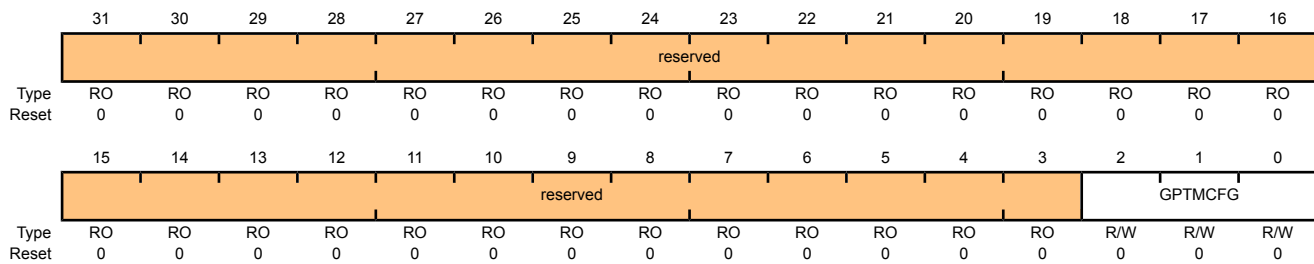 31 30 29 28 27 26 25 24 23 22 21 20 19 18 17 16
reserved
Type RO RO RO RO RO RO RO RO RO RO RO RO RO RO RO RO
Reset 0 0 0 0 0 0 0 0 0 0 0 0 0 0 0 0
15 14 13 12 11 10 9 8 7 6 5 4 3 2 1 0
reserved GPTMCFG
Type RO RO RO RO RO RO RO RO RO RO RO RO RO R/W R/W R/W
Reset 0 0 0 0 0 0 0 0 0 0 0 0 0 0 0 0